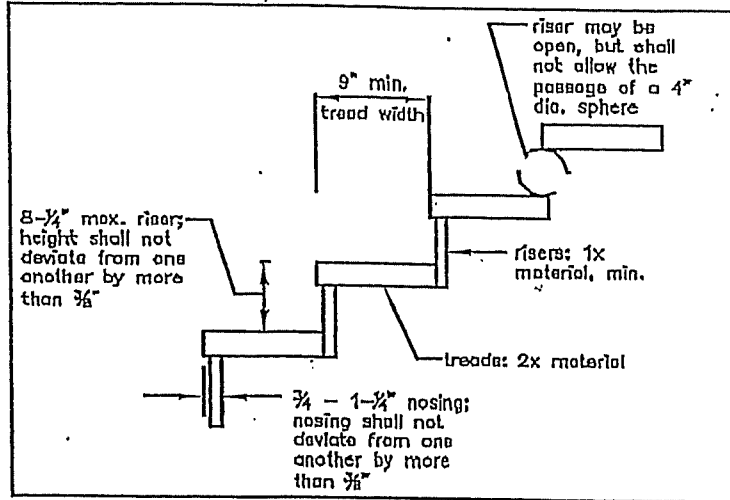 riser may be
open, but shall
not allow the
passage of a 4"
dia. sphere
9" min.
tread width
8-1/4" max. riser;
height shall not
deviate from one
another by more
than 3/8"
risers: 1x
material, min.
treads: 2x material
3/4 - 1-1/4" nosing;
nosing shall not
deviate from one
another by more
than 3/8"